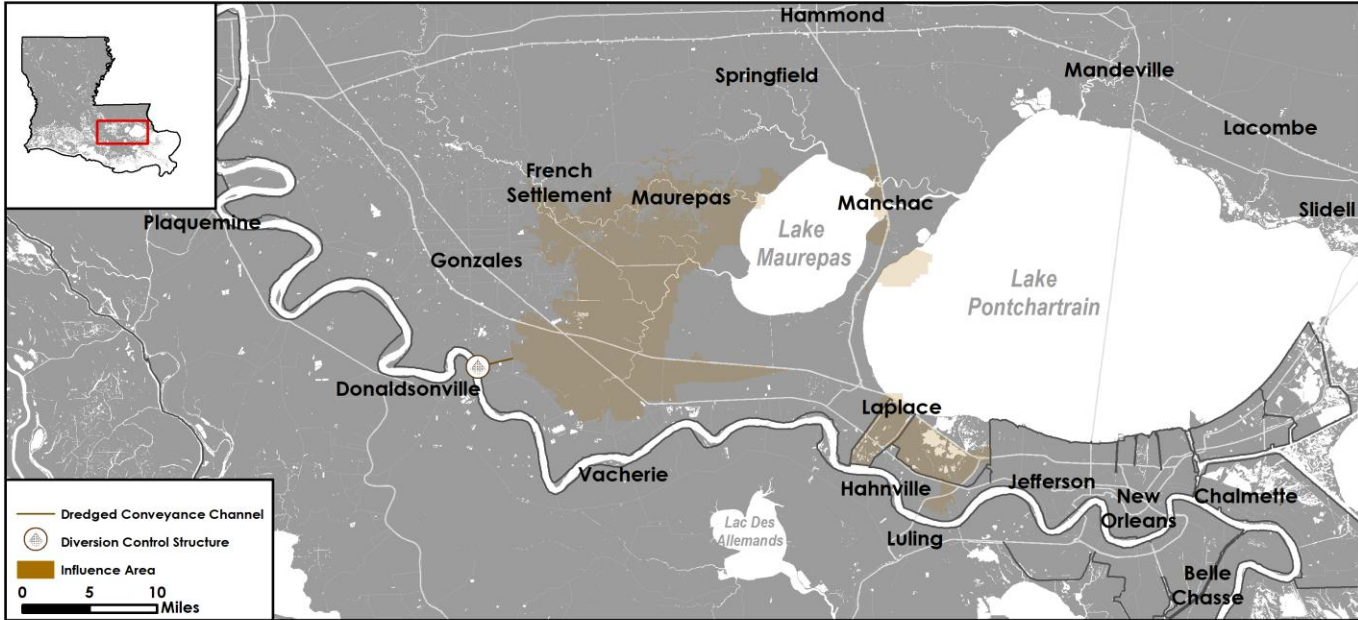 Hammond
Springfield
Mandeville
Lacombe
French
Settlement
Maurepas
Manchac
Slidell
Plaquemine
Lake
Maurepas
Gonzales
Lake
Pontchartrain
Donaldsonville
Laplace
Vacherie
Hahnville
Jefferson
New
Orleans
Chalmette
Lac Des
Allemands
Luling
Belle
Chasse
Dredged Conveyance Channel
Diversion Control Structure
Influence Area
0 5 10
Miles